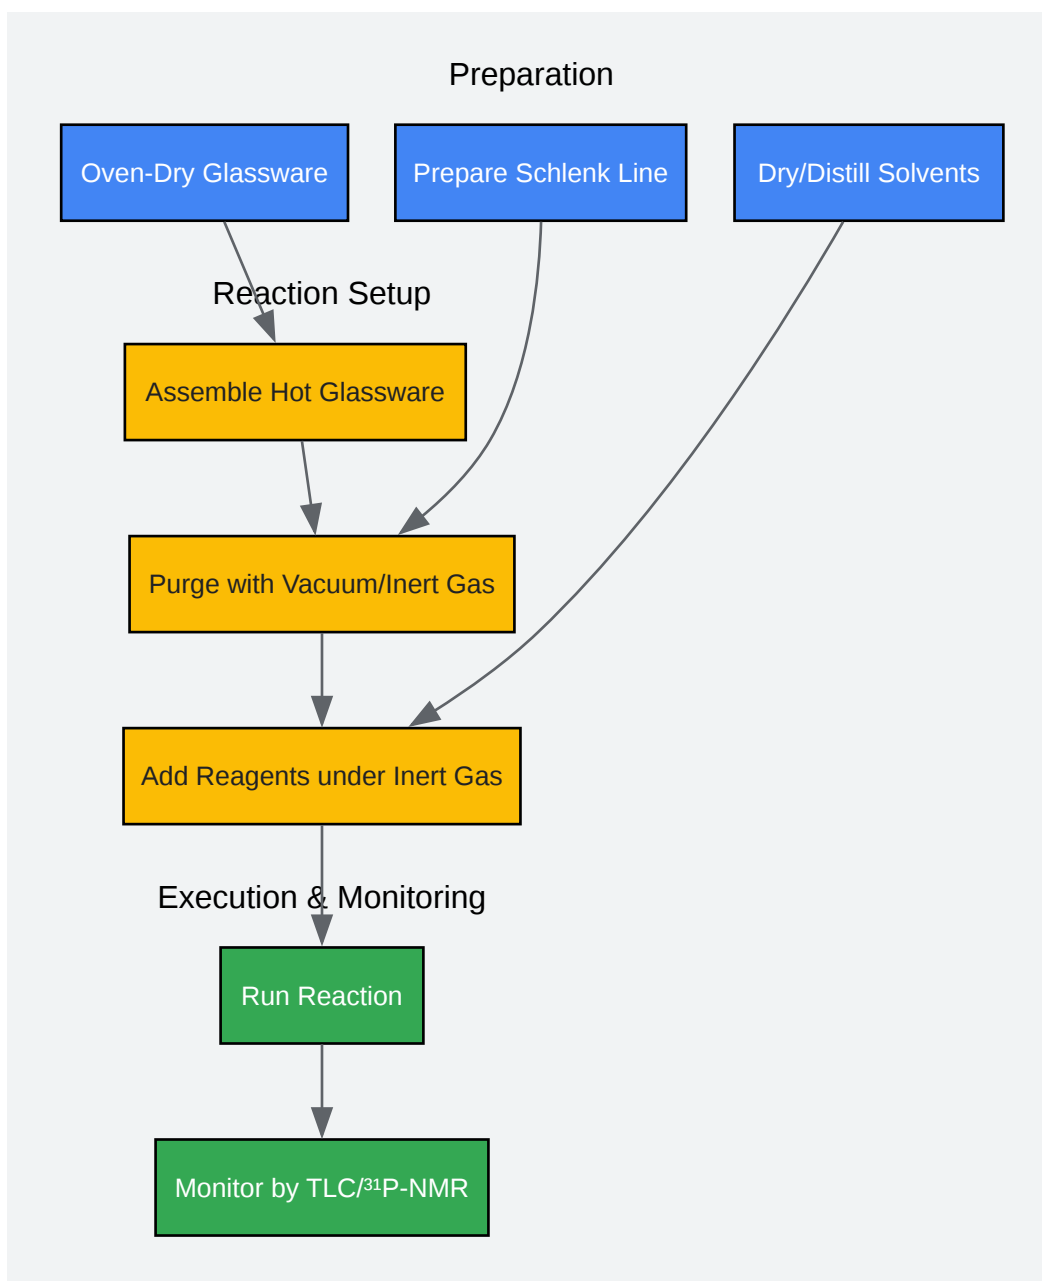 Preparation
Oven-Dry Glassware
Prepare Schlenk Line
Dry/Distill Solvents
Reaction Setup
Assemble Hot Glassware
Purge with Vacuum/Inert Gas
Add Reagents under Inert Gas
Execution & Monitoring
Run Reaction
Monitor by TLC/³¹P-NMR